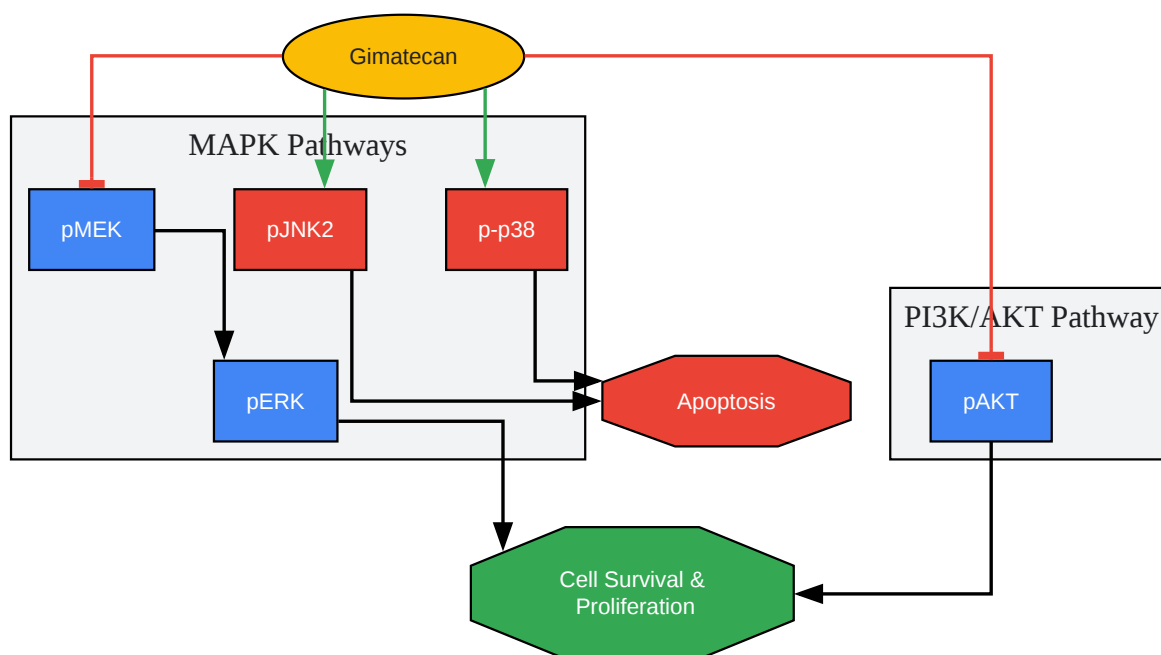 Gimatecan
MAPK Pathways
pMEK
pJNK2
p-p38
PI3K/AKT Pathway
pERK
Apoptosis
pAKT
Cell Survival &
Proliferation